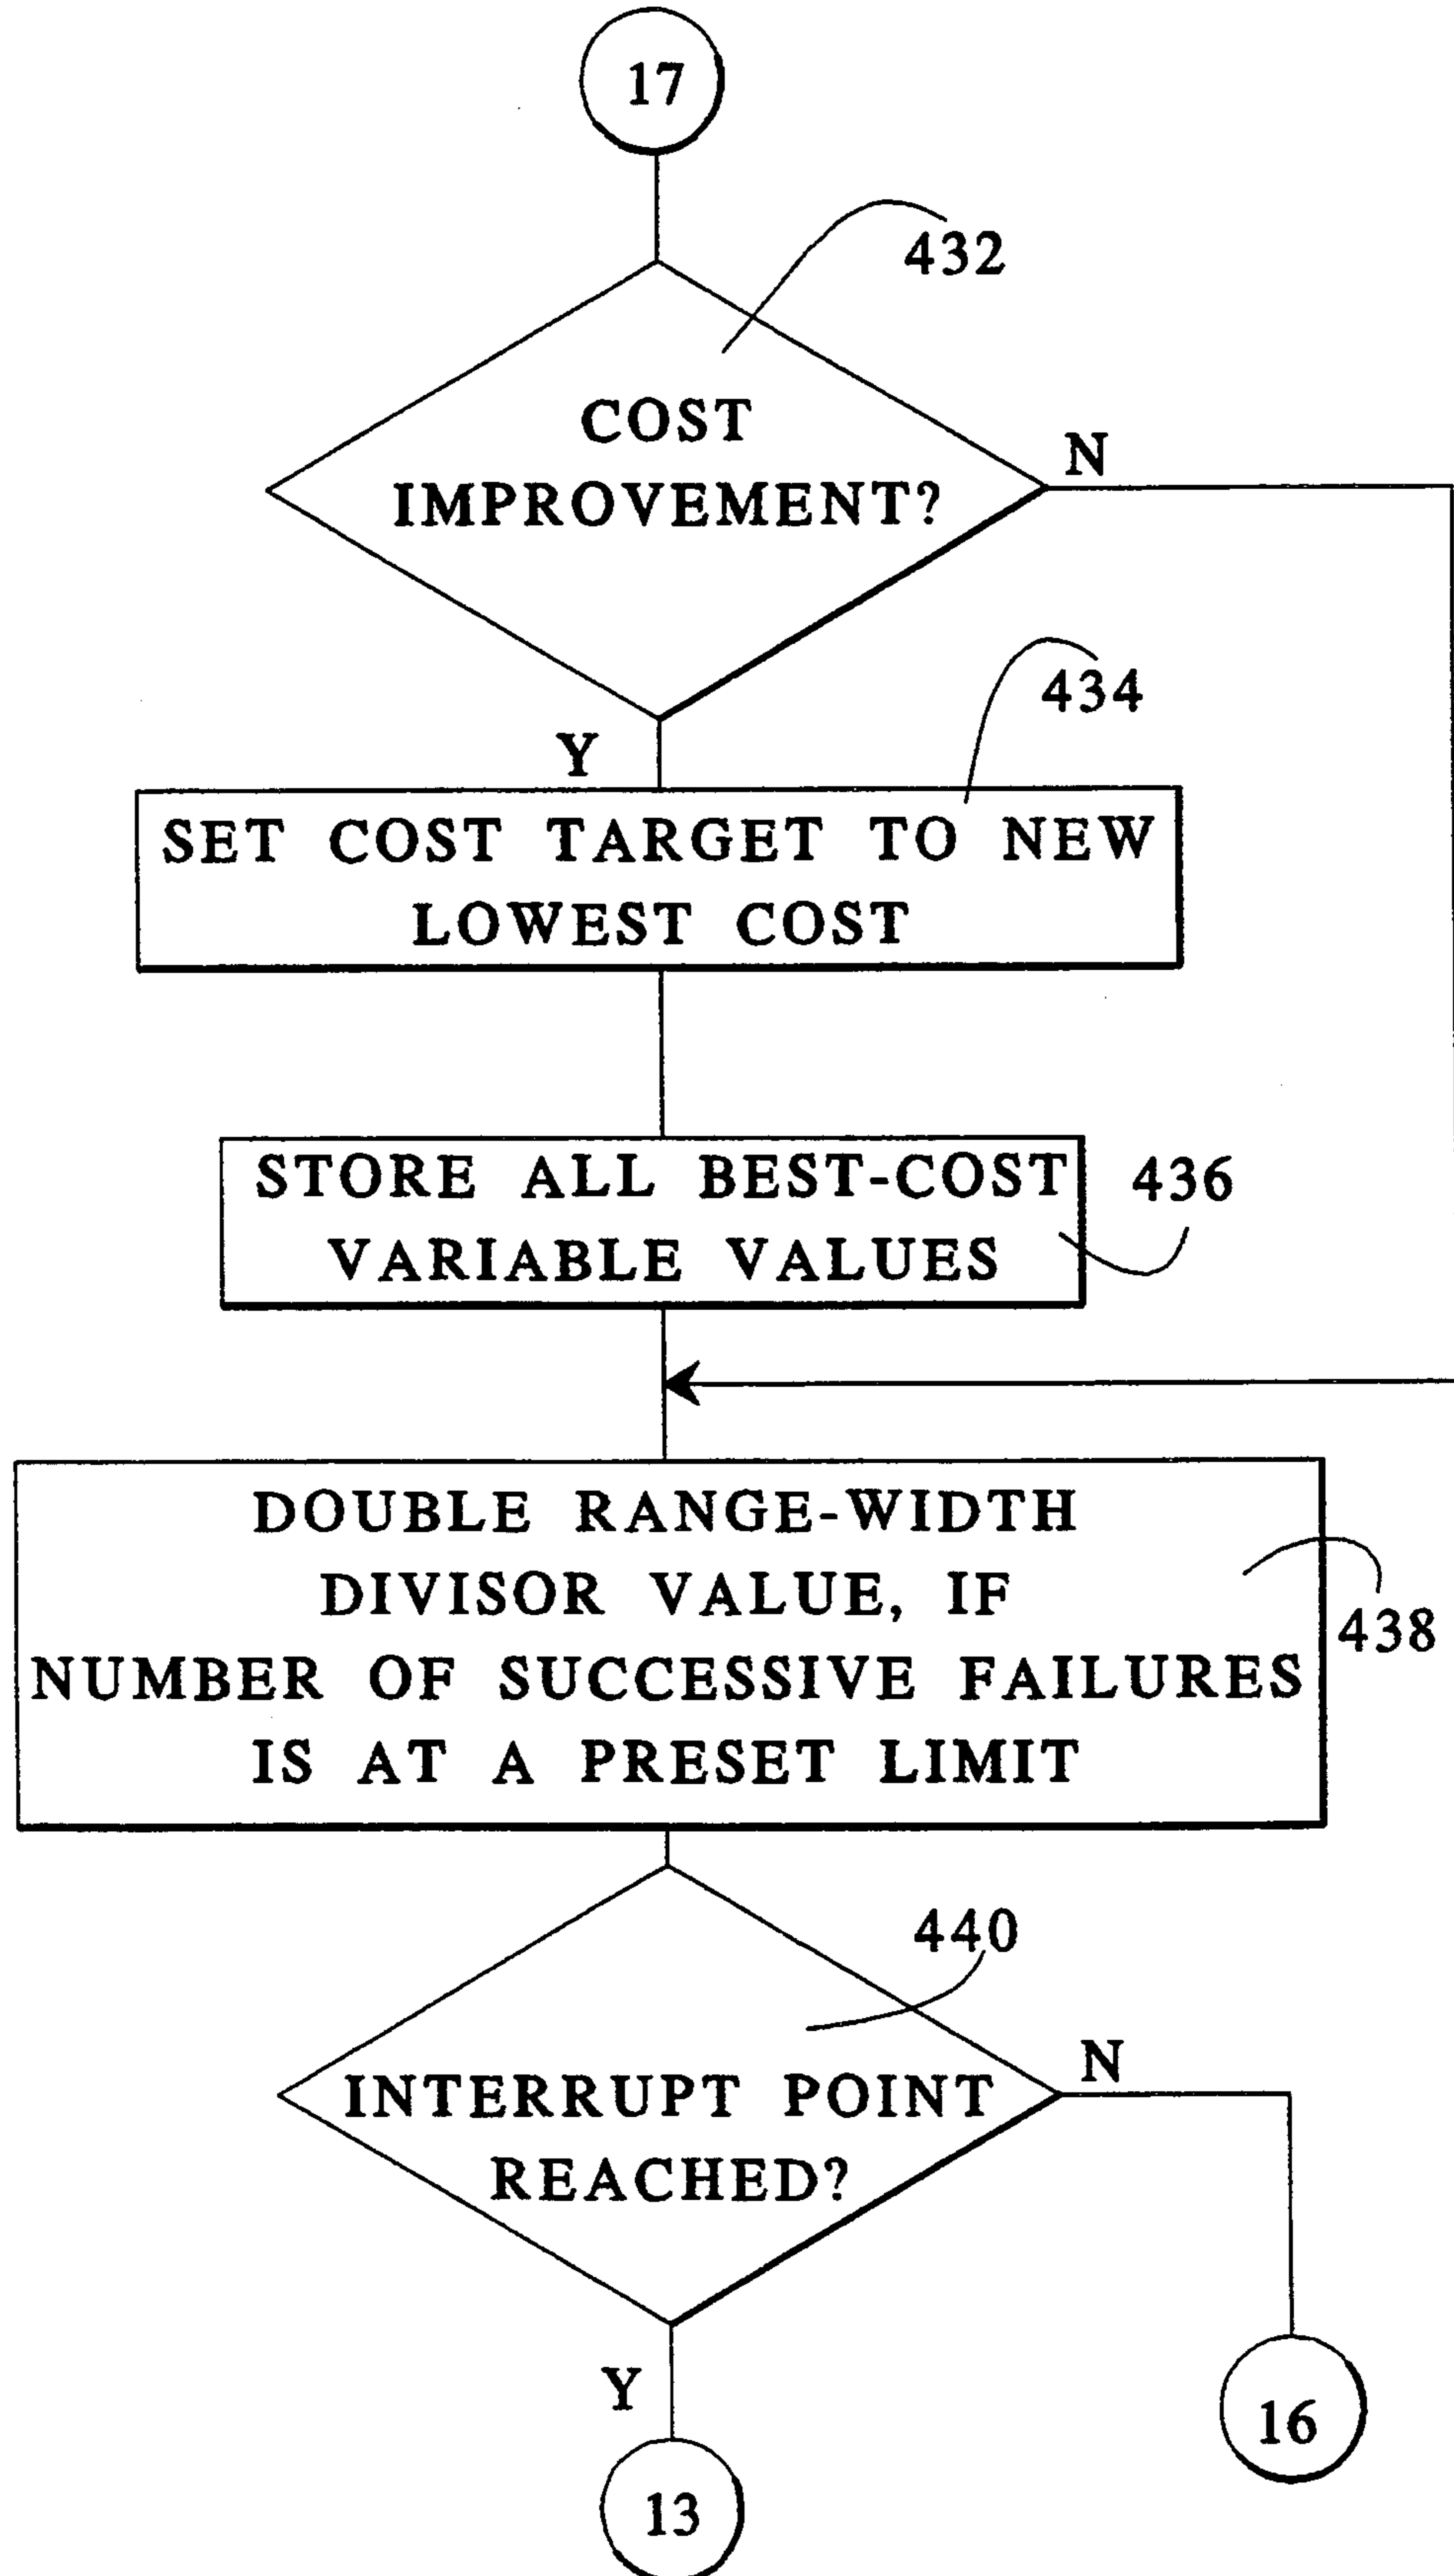 17
432
COST
IMPROVEMENT?
N
434
Y
SET COST TARGET TO NEW
LOWEST COST
STORE ALL BEST-COST
VARIABLE VALUES
436
DOUBLE RANGE-WIDTH
DIVISOR VALUE, IF
NUMBER OF SUCCESSIVE FAILURES
IS AT A PRESET LIMIT
438
440
INTERRUPT POINT
REACHED?
N
Y
16
13